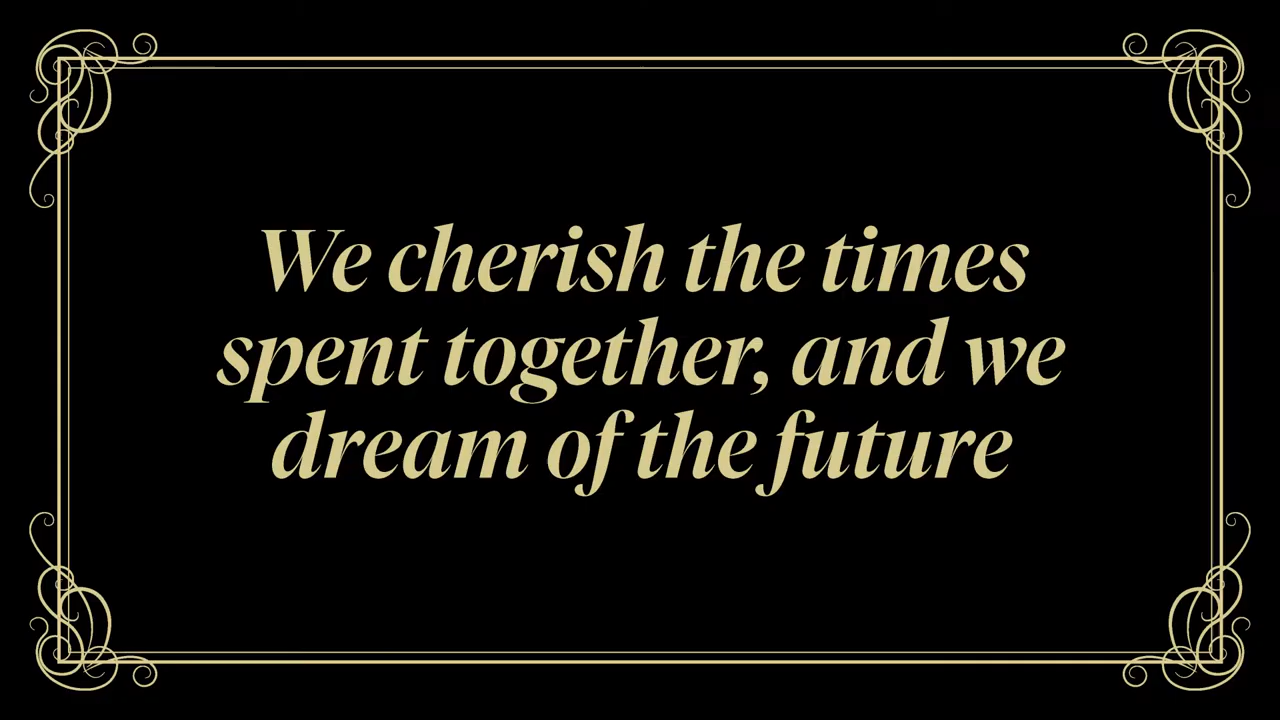 We cherish the times
spent together, and we
dream of the future